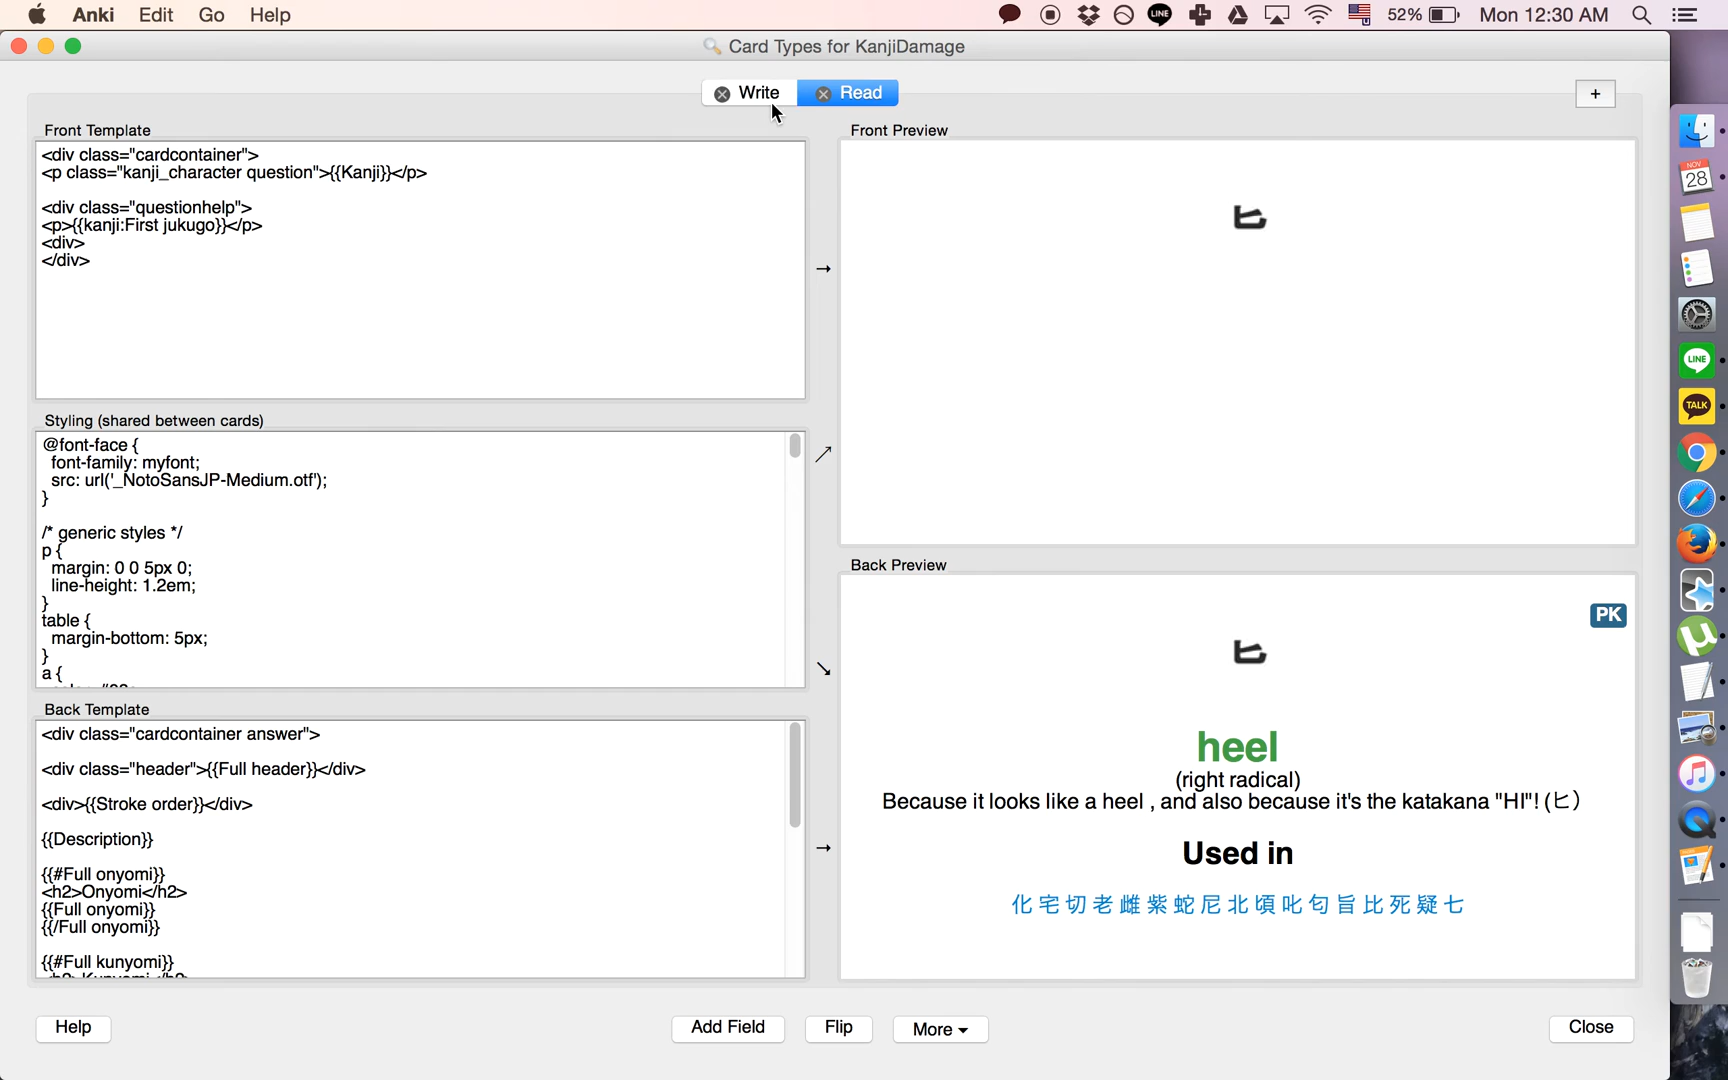 Anki Edit Go Help LINE 52% Mon 12:30 AM
Card Types for KanjiDamage
Write Read +
Front Template
<div class="cardcontainer">
<p class="kanji_character question">{{Kanji}}</p>
<div class="questionhelp">
<p>{{kanji:First jukugo}}</p>
<div>
</div>
Front Preview
ヒ
Styling (shared between cards)
@font-face {
font-family: myfont;
src: url('_NotoSansJP-Medium.otf');
}
/* generic styles */
p {
margin: 0 0 5px 0;
line-height: 1.2em;
}
table {
margin-bottom: 5px;
}
a {
Back Template
<div class="cardcontainer answer">
<div class="header">{{Full header}}</div>
<div>{{Stroke order}}</div>
{{Description}}
{{#Full onyomi}}
<h2>Onyomi</h2>
{{Full onyomi}}
{{/Full onyomi}}
{{#Full kunyomi}}
Back Preview
PK
ヒ
heel
(right radical)
Because it looks like a heel , and also because it's the katakana "HI"! (ヒ)
Used in
化 宅 切 老 雌 紫 蛇 尼 北 頃 叱 匂 旨 比 死 疑 七
Help Add Field Flip More Close
NOV
28
LINE
TALK